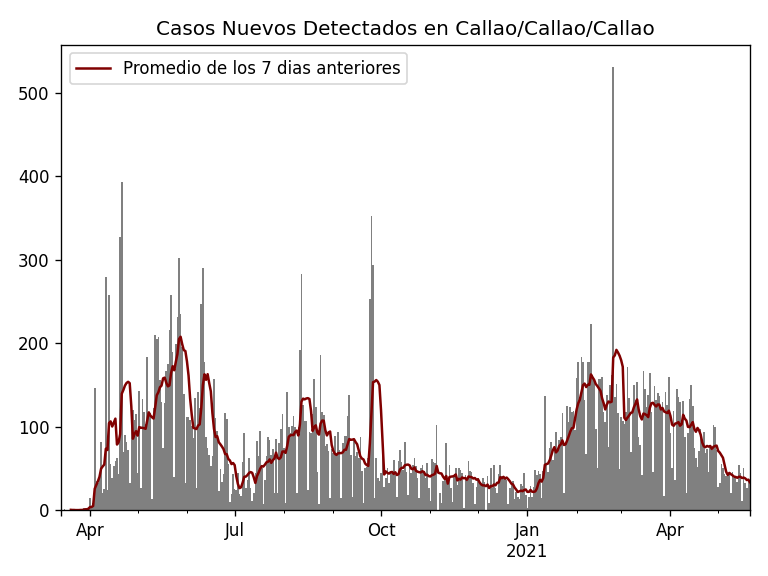 Casos Nuevos Detectados en Callao/Callao/Callao
Promedio de los 7 dias anteriores
500
400
300
200
100
0
Apr Jul Oct Jan Apr
2021